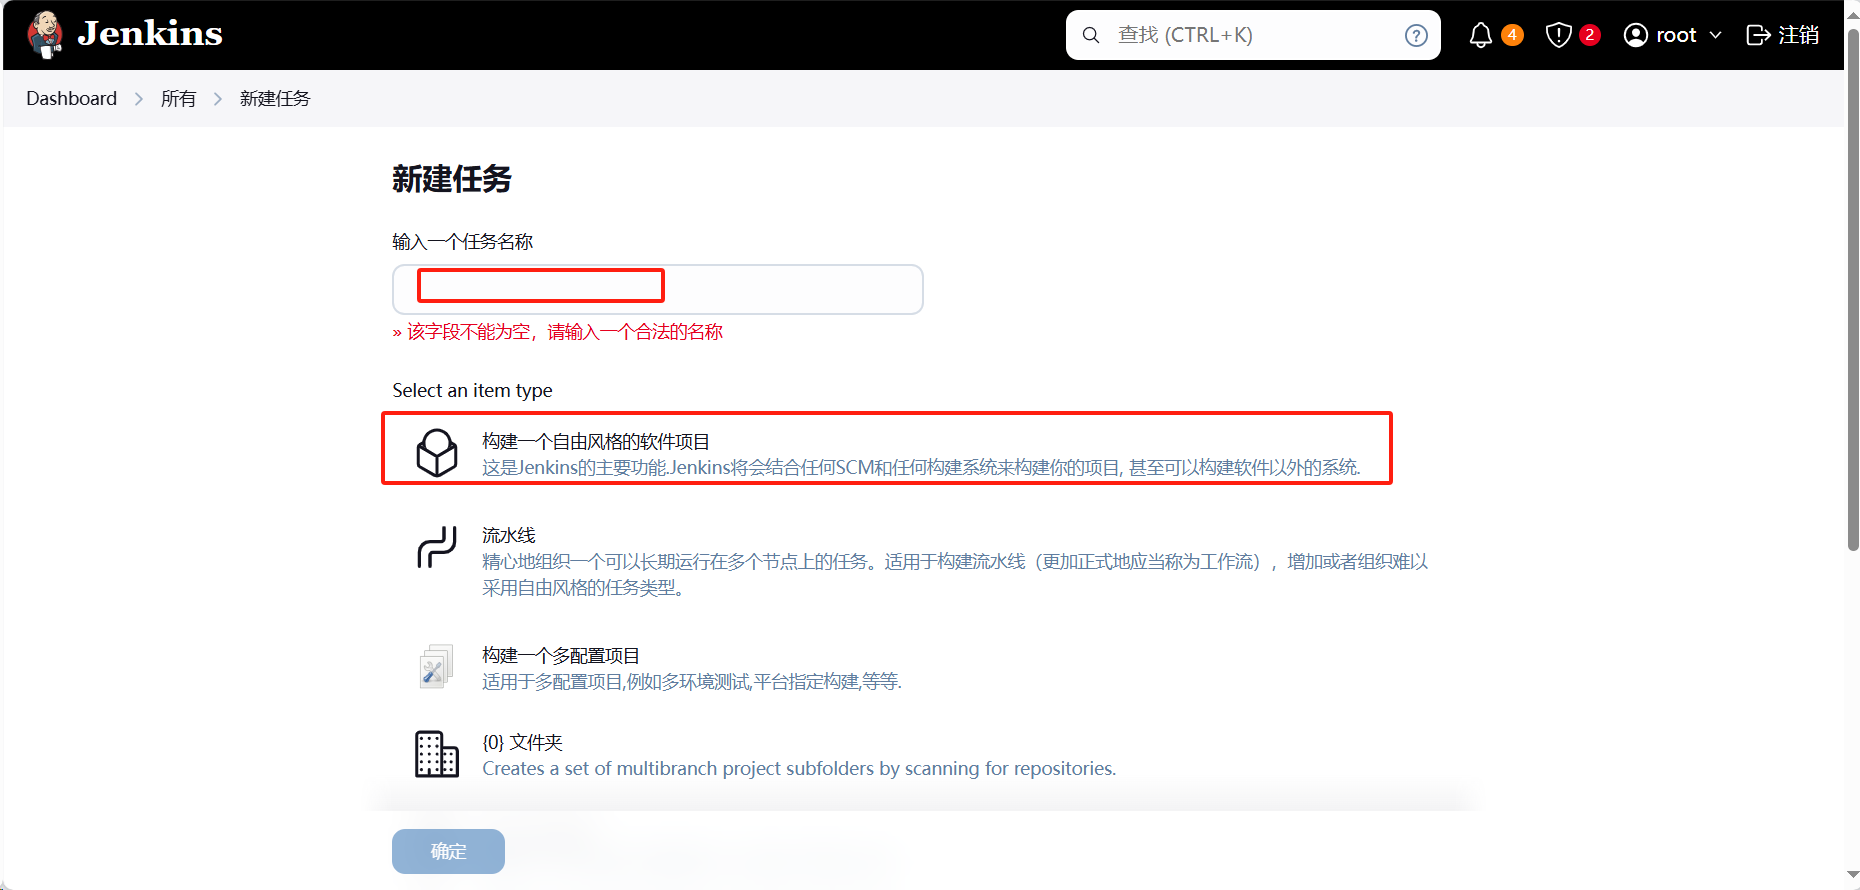 Jenkins
查找 (CTRL+K)
?
4
2
root
注销
Dashboard
所有
新建任务
新建任务
输入一个任务名称
» 该字段不能为空，请输入一个合法的名称
Select an item type
构建一个自由风格的软件项目
这是Jenkins的主要功能.Jenkins将会结合任何SCM和任何构建系统来构建你的项目, 甚至可以构建软件以外的系统.
流水线
精心地组织一个可以长期运行在多个节点上的任务。适用于构建流水线（更加正式地应当称为工作流），增加或者组织难以
采用自由风格的任务类型。
构建一个多配置项目
适用于多配置项目,例如多环境测试,平台指定构建,等等.
{0} 文件夹
Creates a set of multibranch project subfolders by scanning for repositories.
确定